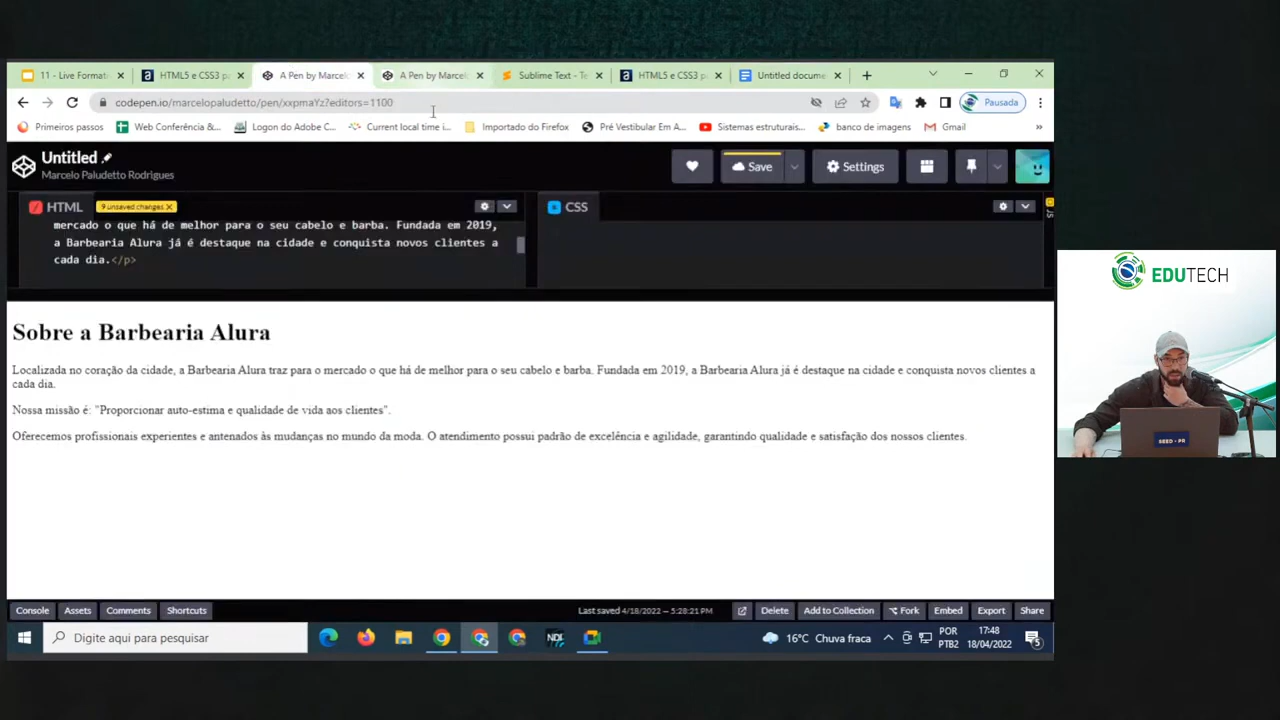 11 - Live Format
HTML5 e CSS3 pa
A Pen by Marcelo
A Pen by Marcelo
Sublime Text - Te
HTML5 e CSS3 pa
Untitled docume
codepen.io/marcelopaludetto/pen/xxpmaYz?editors=1100
Pausada
Primeiros passos
Web Conferência &...
Logon do Adobe C...
Current local time i...
Importado do Firefox
Pré Vestibular Em A...
Sistemas estruturais...
banco de imagens
Gmail
»
Untitled
Marcelo Paludetto Rodrigues
Save
Settings
HTML
9 unsaved changes X
CSS
JS
mercado o que há de melhor para o seu cabelo e barba. Fundada em 2019,
a Barbearia Alura já é destaque na cidade e conquista novos clientes a
cada dia.</p>
Sobre a Barbearia Alura
Localizada no coração da cidade, a Barbearia Alura traz para o mercado o que há de melhor para o seu cabelo e barba. Fundada em 2019, a Barbearia Alura já é destaque na cidade e conquista novos clientes a
cada dia.
Nossa missão é: "Proporcionar auto-estima e qualidade de vida aos clientes".
Oferecemos profissionais experientes e antenados às mudanças no mundo da moda. O atendimento possui padrão de excelência e agilidade, garantindo qualidade e satisfação dos nossos clientes.
EDUTECH
SEED - PR
Console
Assets
Comments
Shortcuts
Last saved 4/18/2022 — 5:28:21 PM
Delete
Add to Collection
Fork
Embed
Export
Share
Digite aqui para pesquisar
NDI
16°C Chuva fraca
POR
PTB2
17:48
18/04/2022
5